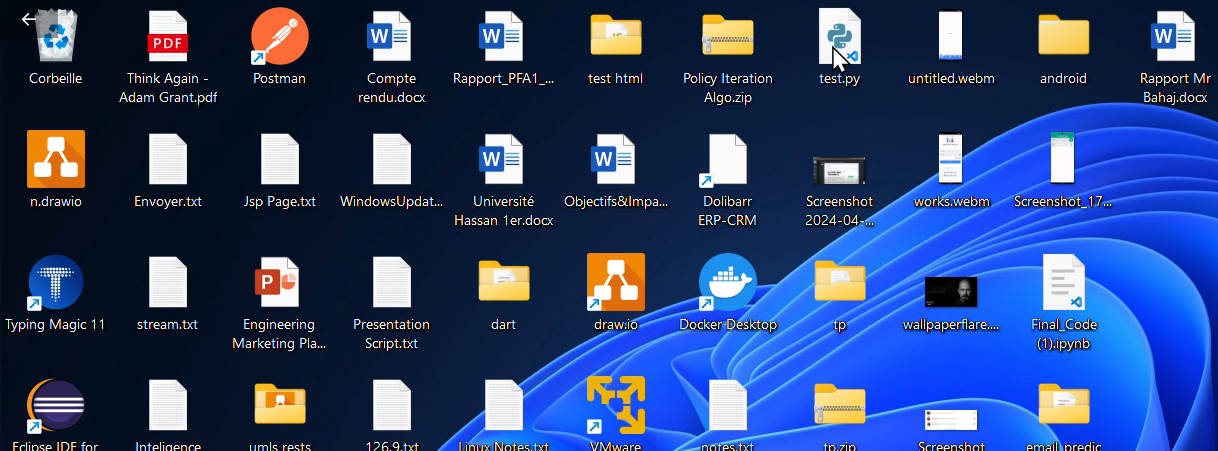 Corbeille
Think Again -
Adam Grant.pdf
PDF
Postman
Compte
rendu.docx
Rapport_PFA1_...
test html
Policy Iteration
Algo.zip
test.py
untitled.webm
android
Rapport Mr
Bahaj.docx
n.drawio
Envoyer.txt
Jsp Page.txt
WindowsUpdat...
Université
Hassan 1er.docx
Objectifs&Impa...
Dolibarr
ERP-CRM
Screenshot
2024-04-...
works.webm
Screenshot_17...
Typing Magic 11
stream.txt
Engineering
Marketing Pla...
Presentation
Script.txt
dart
draw.io
Docker Desktop
tp
wallpaperflare....
Final_Code
(1).ipynb
Eclipse IDE for
Inteligence
umls rests
126.9.txt
Linux Notes.txt
VMware
notes.txt
tp.zip
Screenshot
email_predic